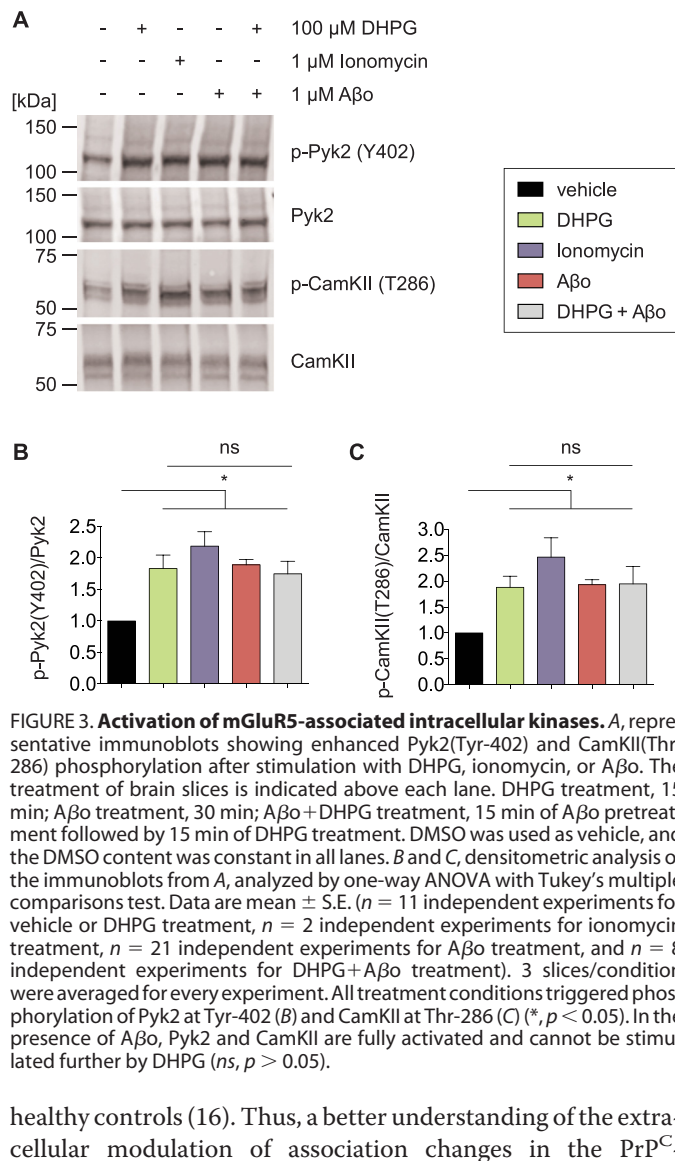 A
- + - - + 100 µM DHPG
- - + - - 1 µM Ionomycin
[kDa] - - - + + 1 µM Aβo
150
100
p-Pyk2 (Y402)
150
100
Pyk2
75
50
p-CamKII (T286)
75
50
CamKII
vehicle
DHPG
Ionomycin
Aβo
DHPG + Aβo
B
ns
*
p-Pyk2(Y402)/Pyk2
2.5
2.0
1.5
1.0
0.5
0.0
C
ns
*
p-CamKII(T286)/CamKII
3.0
2.5
2.0
1.5
1.0
0.5
0.0
FIGURE 3. Activation of mGluR5-associated intracellular kinases. A, repre-
sentative immunoblots showing enhanced Pyk2(Tyr-402) and CamKII(Thr-
286) phosphorylation after stimulation with DHPG, ionomycin, or Aβo. The
treatment of brain slices is indicated above each lane. DHPG treatment, 15
min; Aβo treatment, 30 min; Aβo+DHPG treatment, 15 min of Aβo pretreat-
ment followed by 15 min of DHPG treatment. DMSO was used as vehicle, and
the DMSO content was constant in all lanes. B and C, densitometric analysis o
the immunoblots from A, analyzed by one-way ANOVA with Tukey's multiple
comparisons test. Data are mean ± S.E. (n = 11 independent experiments fo
vehicle or DHPG treatment, n = 2 independent experiments for ionomycin
treatment, n = 21 independent experiments for Aβo treatment, and n = 8
independent experiments for DHPG+Aβo treatment). 3 slices/condition
were averaged for every experiment. All treatment conditions triggered phos-
phorylation of Pyk2 at Tyr-402 (B) and CamKII at Thr-286 (C) (*, p < 0.05). In the
presence of Aβo, Pyk2 and CamKII are fully activated and cannot be stimu-
lated further by DHPG (ns, p > 0.05).
healthy controls (16). Thus, a better understanding of the extra-
cellular modulation of association changes in the PrPC-